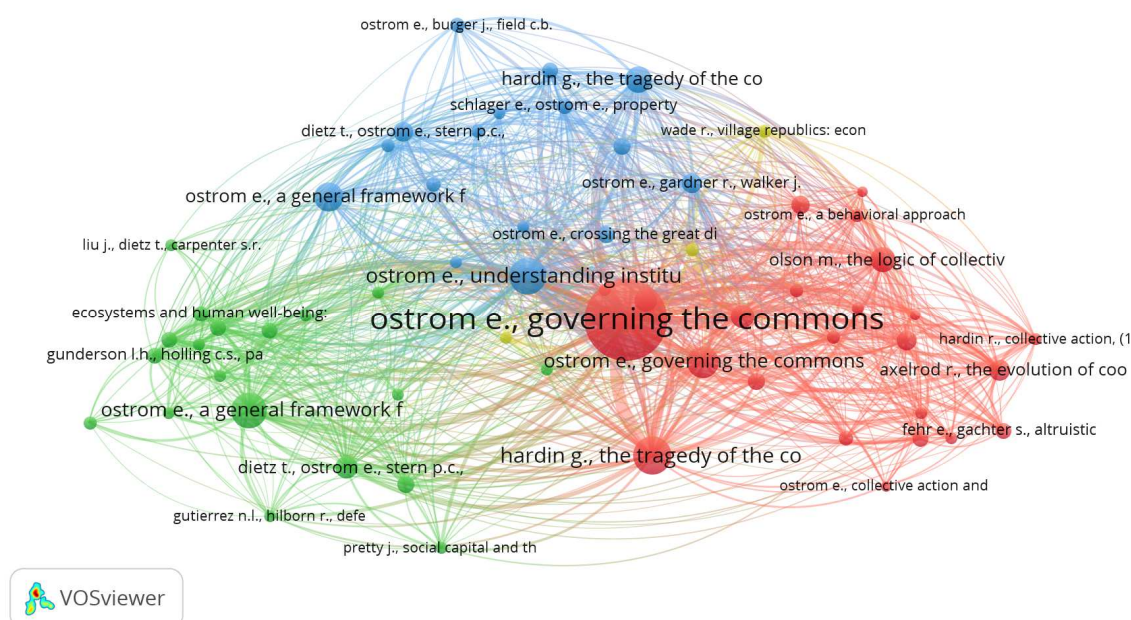 ostrom e., burger j., field c.b.
hardin g., the tragedy of the co
schlager e., ostrom e., property
dietz t., ostrom e., stern p.c.,
wade r., village republics: econ
ostrom e., gardner r., walker j.
ostrom e., a general framework f
ostrom e., a behavioral approach
ostrom e., crossing the great di
liu j., dietz t., carpenter s.r.
olson m., the logic of collectiv
ostrom e., understanding institu
ecosystems and human well-being:
ostrom e., governing the commons
hardin r., collective action, (1
gunderson l.h., holling c.s., pa
ostrom e., governing the commons
axelrod r., the evolution of coo
ostrom e., a general framework f
fehr e., gachter s., altruistic
hardin g., the tragedy of the co
dietz t., ostrom e., stern p.c.,
ostrom e., collective action and
gutierrez n.l., hilborn r., defe
pretty j., social capital and th
VOSviewer